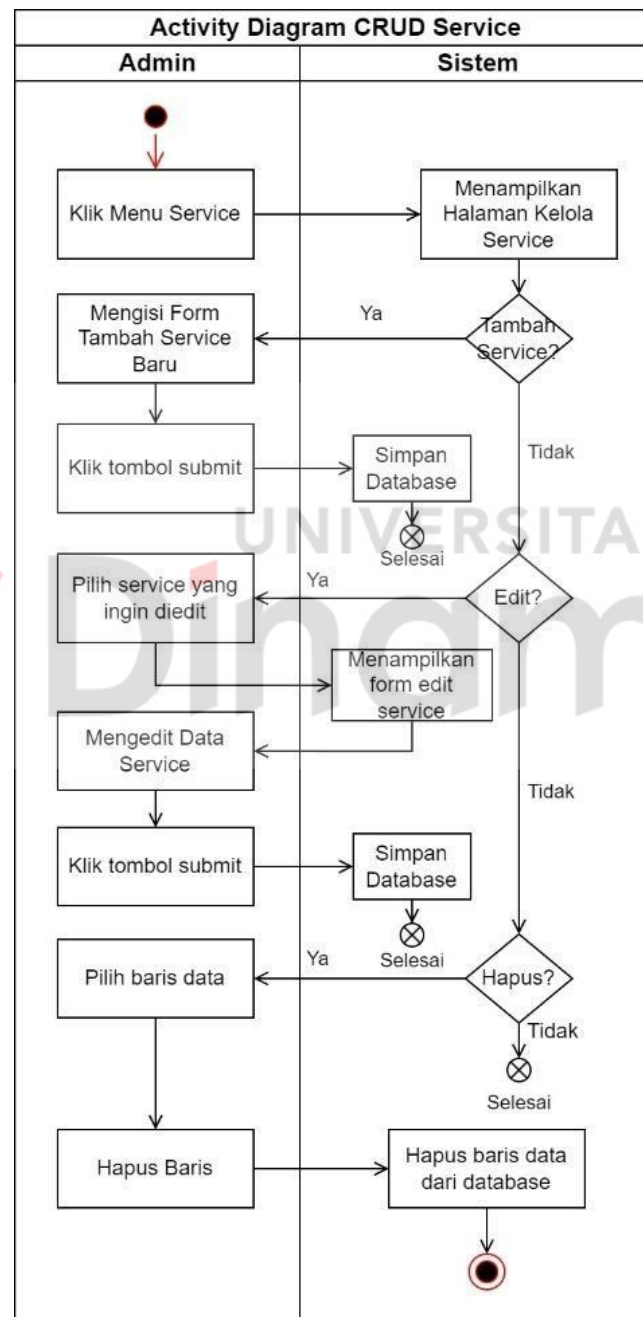 Activity Diagram CRUD Service
Admin
Sistem
Klik Menu Service
Menampilkan
Halaman Kelola
Service
Mengisi Form
Tambah Service
Baru
Ya
Tambah
Service?
Klik tombol submit
Simpan
Database
Tidak
UNIVERSITA
Selesai
Pilih service yang
ingin diedit
Ya
Edit?
Dinam
Menampilkan
form edit
service
Mengedit Data
Service
Tidak
Klik tombol submit
Simpan
Database
Selesai
Pilih baris data
Ya
Hapus?
Tidak
Selesai
Hapus Baris
Hapus baris data
dari database